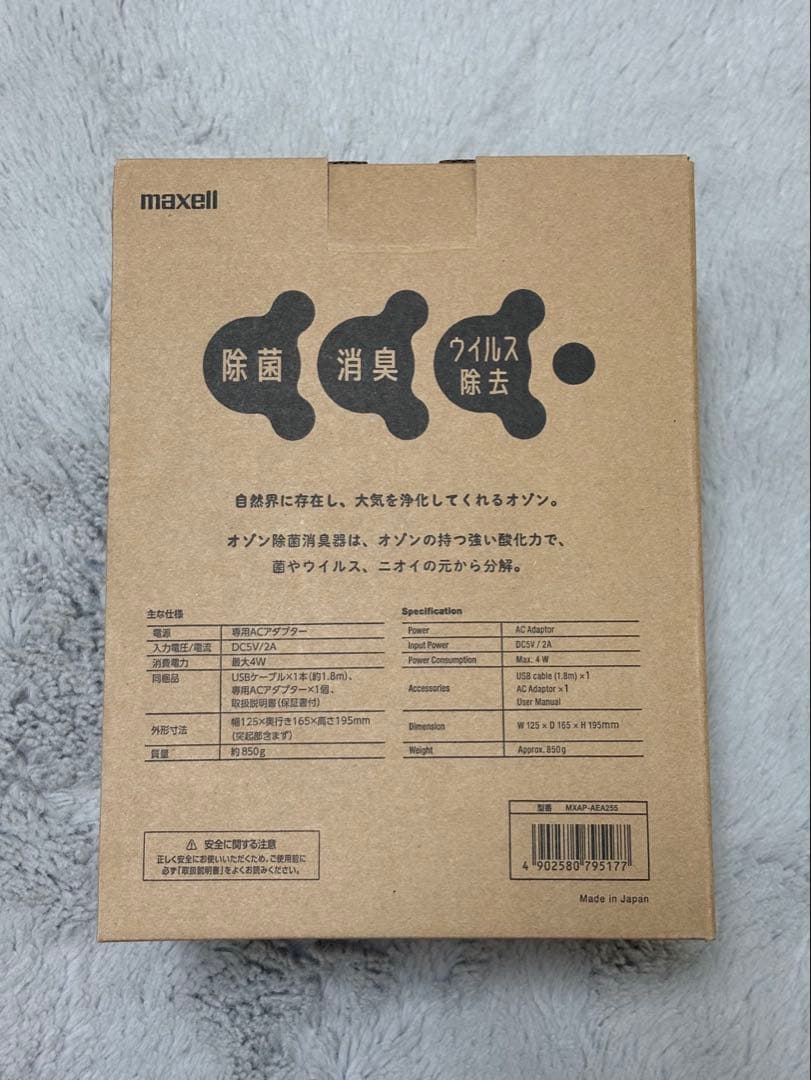 maxell
除菌
消臭
ウイルス
除去
自然界に存在し、大気を浄化してくれるオゾン。
オゾン除菌消臭器は、オゾンの持つ強い酸化力で、
菌やウイルス、ニオイの元から分解。
主な仕様
電源 専用ACアダプター
入力電圧/電流 DC5V/2A
消費電力 最大4W
同梱品 USBケーブル×1本(約1.8m)、
専用ACアダプター×1個、
取扱説明書(保証書付)
外形寸法 幅125×奥行き165×高さ195mm
(突起部含まず)
質量 約850g
Specification
Power AC Adaptor
Input Power DC5V / 2A
Power Consumption Max. 4 W
Accessories USB cable (1.8m) ×1
AC Adaptor ×1
User Manual
Dimension W 125 × D 165 × H 195mm
Weight Approx. 850g
⚠ 安全に関する注意
正しく安全にお使いいただくため、ご使用前に
必ず「取扱説明書」をよくお読みください。
型番 MXAP-AEA255
4 902580 795177
Made in Japan